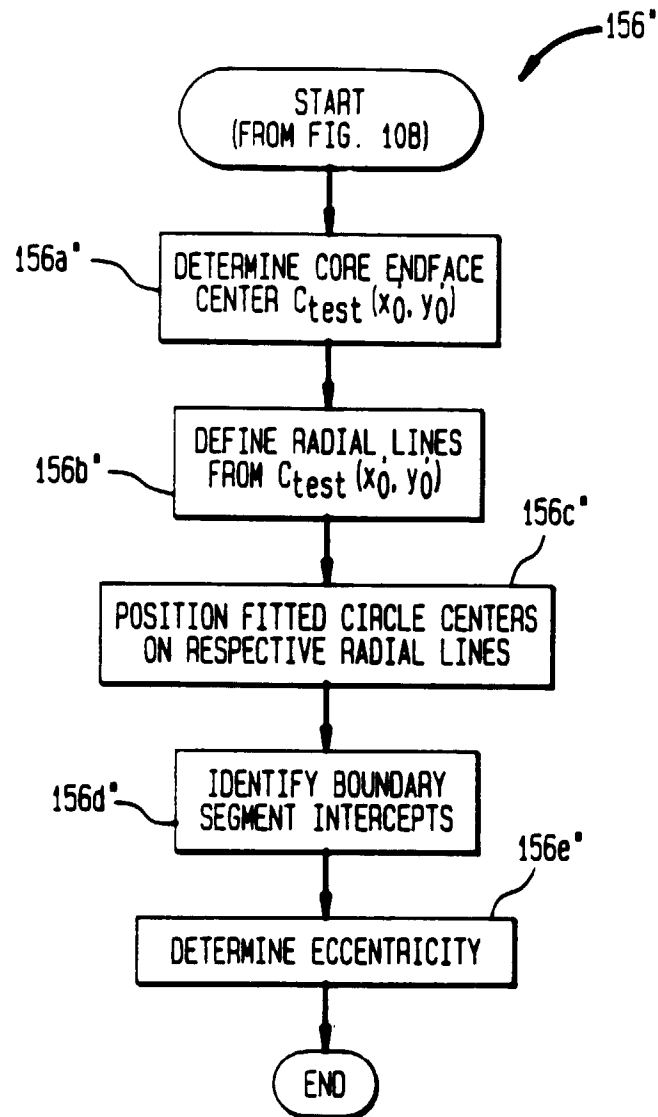 156"
START
(FROM FIG. 10B)
156a"
DETERMINE CORE ENDFACE
CENTER Ctest (x'0, y'0)
156b"
DEFINE RADIAL LINES
FROM Ctest (x'0, y'0)
156c"
POSITION FITTED CIRCLE CENTERS
ON RESPECTIVE RADIAL LINES
156d"
IDENTIFY BOUNDARY
SEGMENT INTERCEPTS
156e"
DETERMINE ECCENTRICITY
END